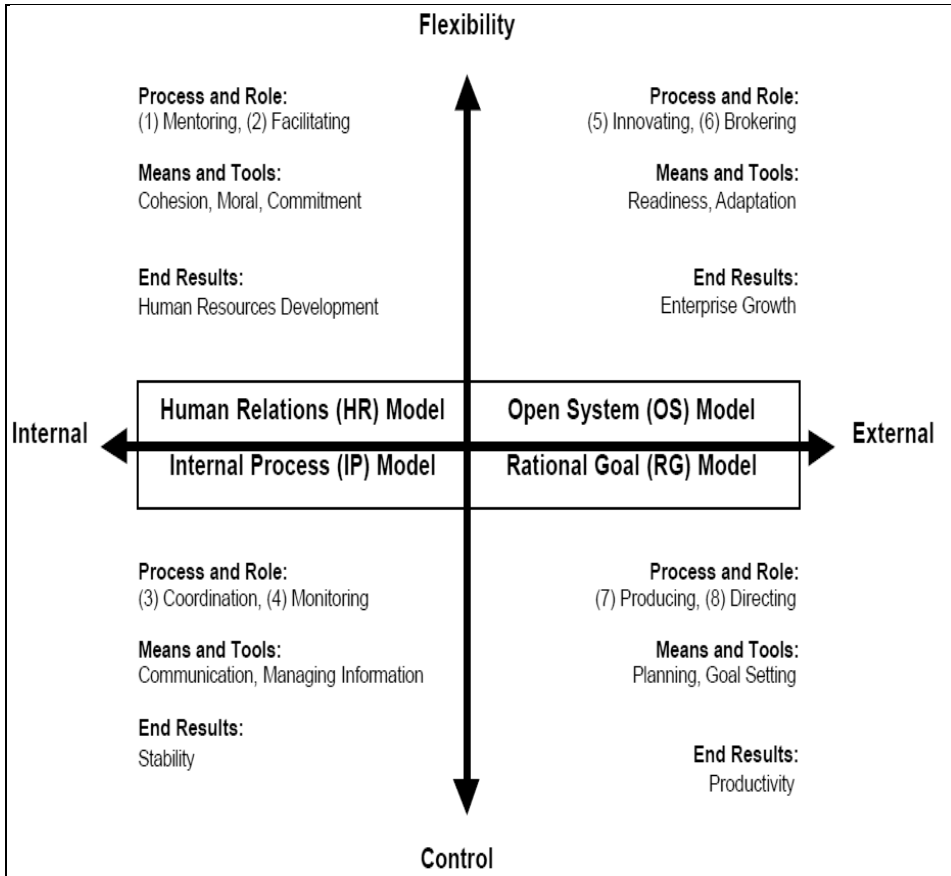 Flexibility
Process and Role:
(1) Mentoring, (2) Facilitating
Means and Tools:
Cohesion, Moral, Commitment
End Results:
Human Resources Development
Process and Role:
(5) Innovating, (6) Brokering
Means and Tools:
Readiness, Adaptation
End Results:
Enterprise Growth
Human Relations (HR) Model
Open System (OS) Model
Internal
External
Internal Process (IP) Model
Rational Goal (RG) Model
Process and Role:
(3) Coordination, (4) Monitoring
Means and Tools:
Communication, Managing Information
End Results:
Stability
Process and Role:
(7) Producing, (8) Directing
Means and Tools:
Planning, Goal Setting
End Results:
Productivity
Control